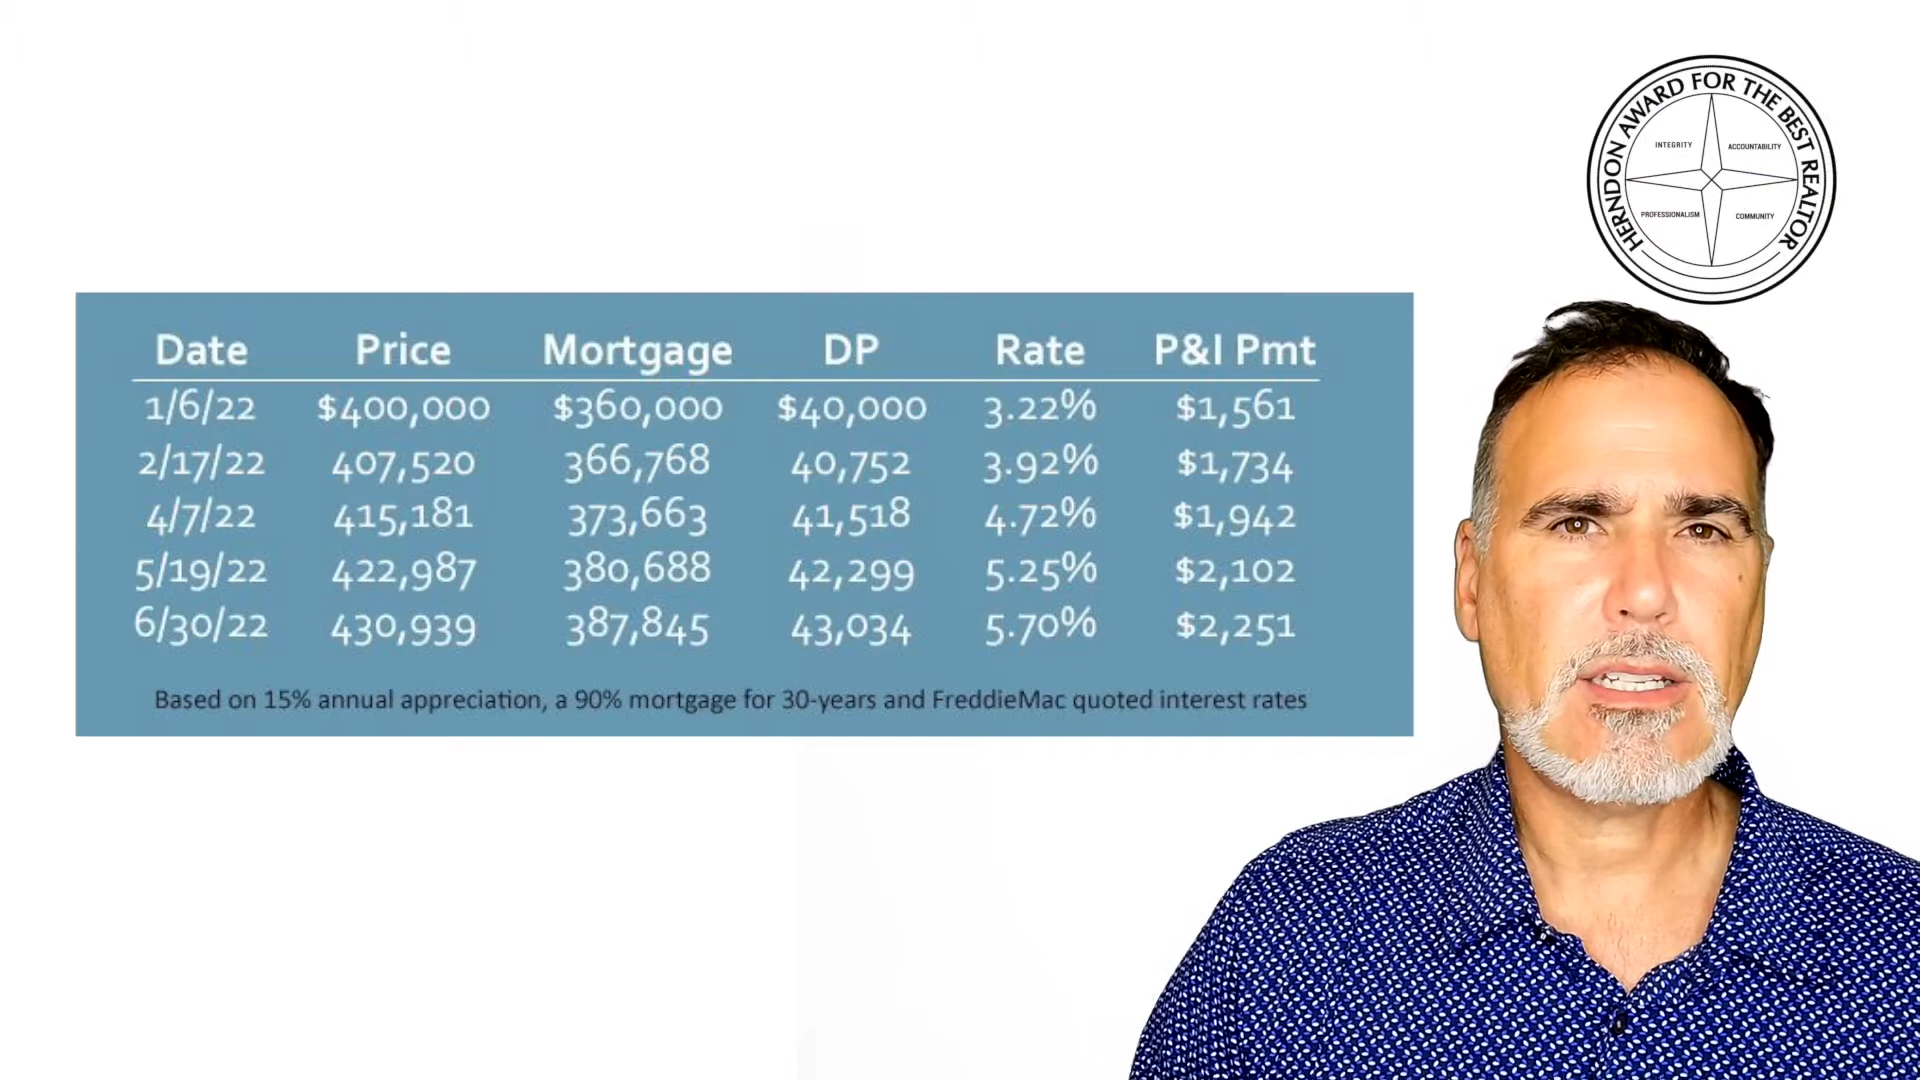 HERNDON AWARD FOR THE BEST REALTOR
INTEGRITY ACCOUNTABILITY
PROFESSIONALISM COMMUNITY
Date Price Mortgage DP Rate P&I Pmt
1/6/22 $400,000 $360,000 $40,000 3.22% $1,561
2/17/22 407,520 366,768 40,752 3.92% $1,734
4/7/22 415,181 373,663 41,518 4.72% $1,942
5/19/22 422,987 380,688 42,299 5.25% $2,102
6/30/22 430,939 387,845 43,034 5.70% $2,251
Based on 15% annual appreciation, a 90% mortgage for 30-years and FreddieMac quoted interest rates